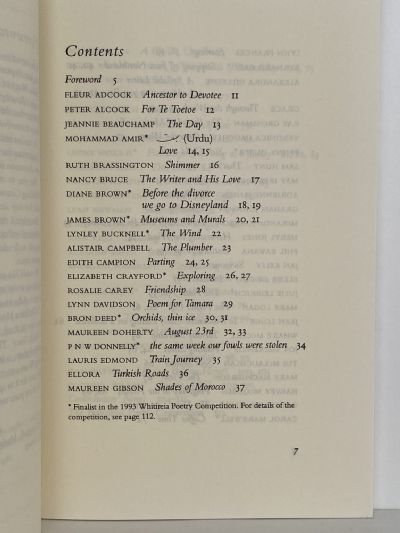 Contents
Foreword 5
FLEUR ADCOCK Ancestor to Devotee 11
PETER ALCOCK For Te Toetoe 12
JEANNIE BEAUCHAMP The Day 13
MOHAMMAD AMIR* (Urdu)
Love 14, 15
RUTH BRASSINGTON Shimmer 16
NANCY BRUCE The Writer and His Love 17
DIANE BROWN* Before the divorce
we go to Disneyland 18, 19
JAMES BROWN* Museums and Murals 20, 21
LYNLEY BUCKNELL* The Wind 22
ALISTAIR CAMPBELL The Plumber 23
EDITH CAMPION Parting 24, 25
ELIZABETH CRAYFORD* Exploring 26, 27
ROSALIE CAREY Friendship 28
LYNN DAVIDSON Poem for Tamara 29
BRON DEED* Orchids, thin ice 30, 31
MAUREEN DOHERTY August 23rd 32, 33
P N W DONNELLY* the same week our fowls were stolen 34
LAURIS EDMOND Train Journey 35
ELLORA Turkish Roads 36
MAUREEN GIBSON Shades of Morocco 37
* Finalist in the 1993 Whitireia Poetry Competition. For details of the
competition, see page 112.
7